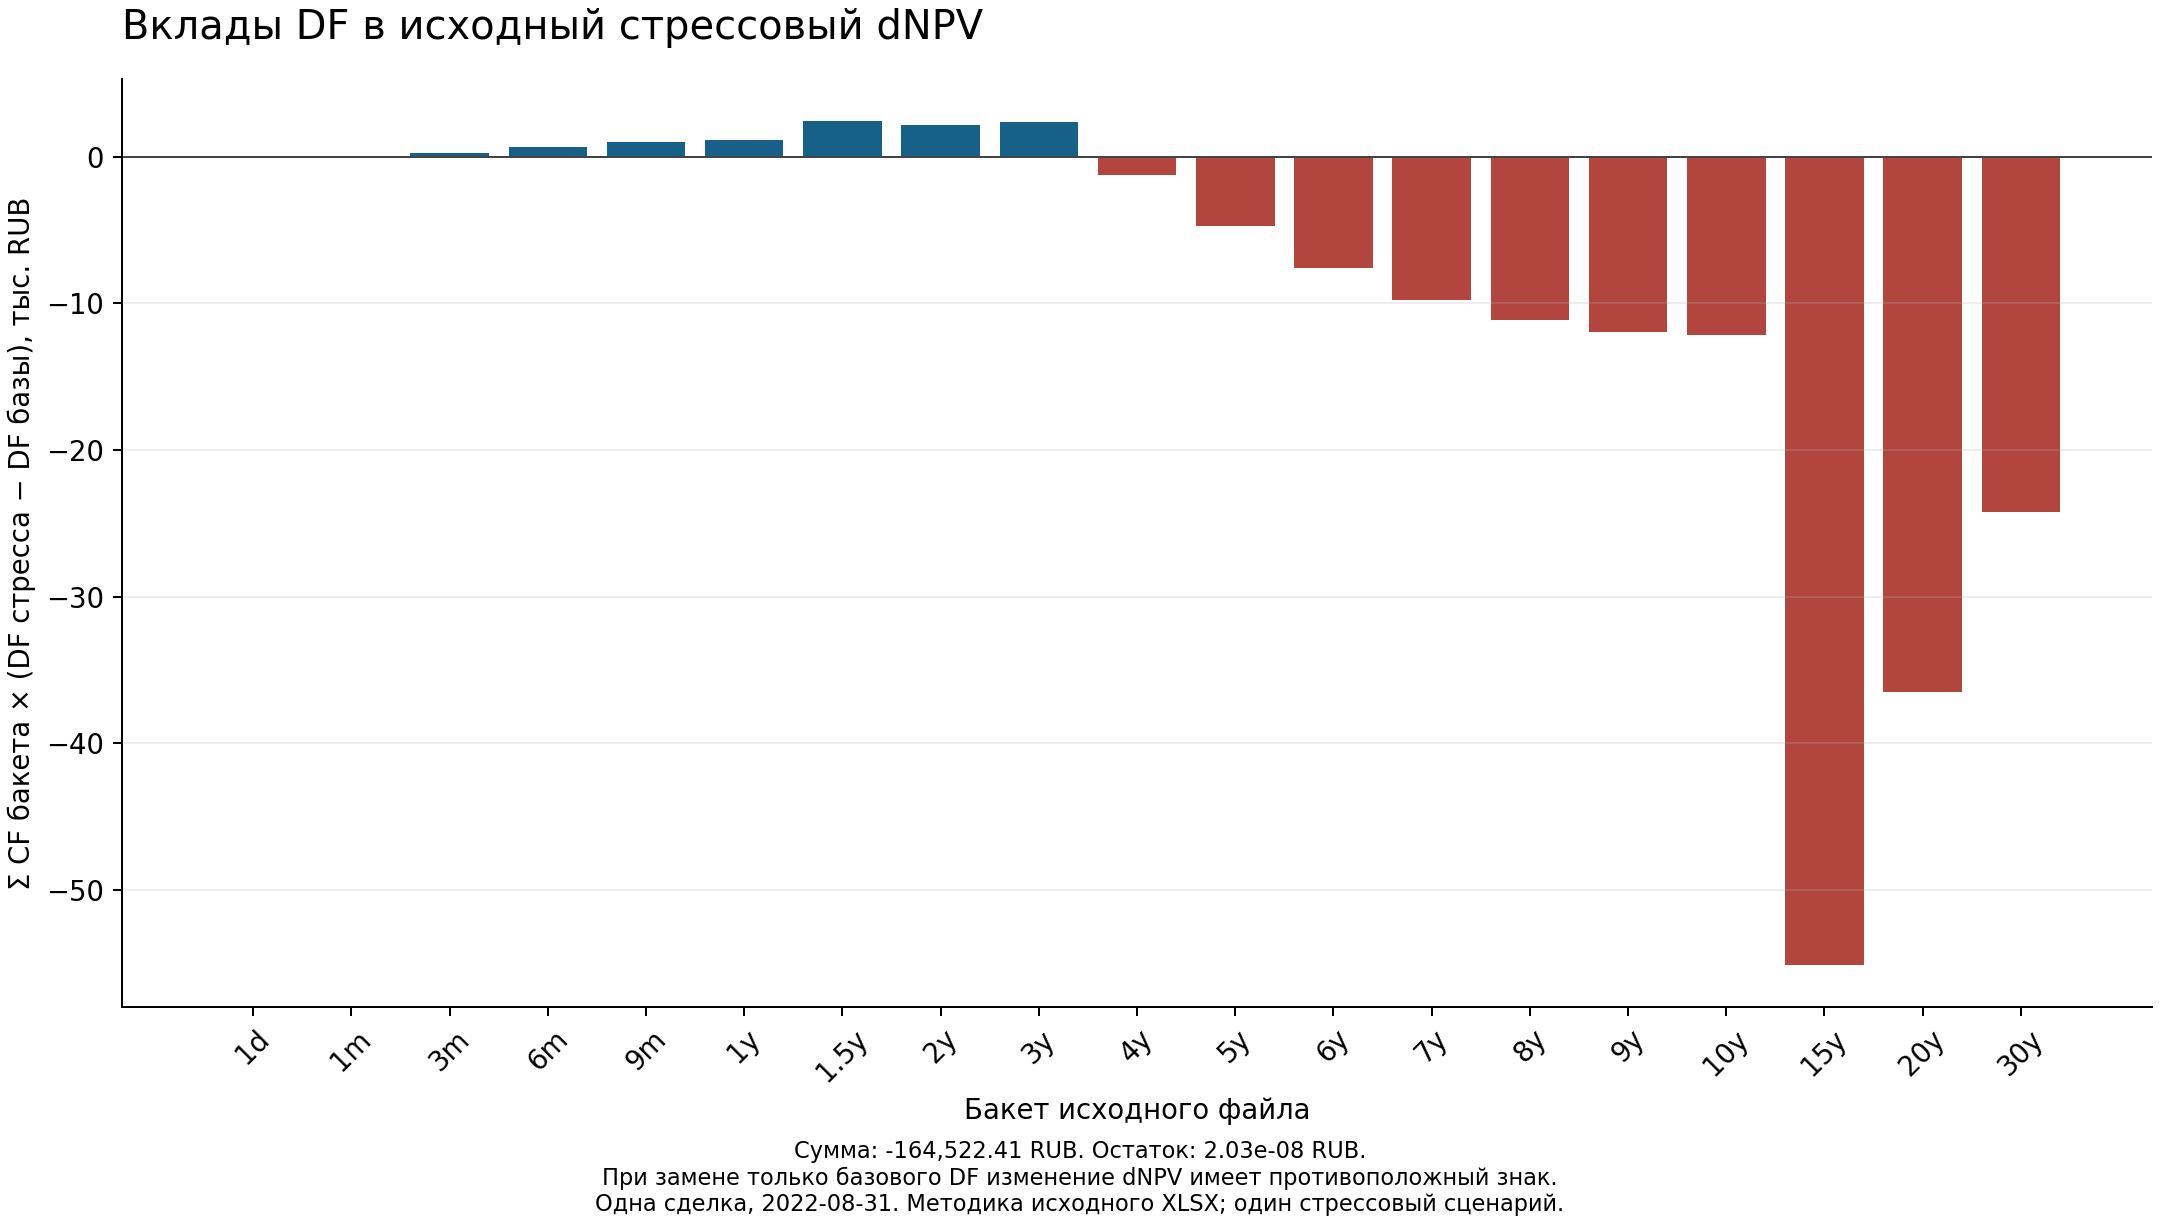 Вклады DF в исходный стрессовый dNPV
Σ CF бакета × (DF стресса − DF базы), тыс. RUB
0
−10
−20
−30
−40
−50
1d
1m
3m
6m
9m
1y
1.5y
2y
3y
4y
5y
6y
7y
8y
9y
10y
15y
20y
30y
Бакет исходного файла
Сумма: -164,522.41 RUB. Остаток: 2.03e-08 RUB.
При замене только базового DF изменение dNPV имеет противоположный знак.
Одна сделка, 2022-08-31. Методика исходного XLSX; один стрессовый сценарий.